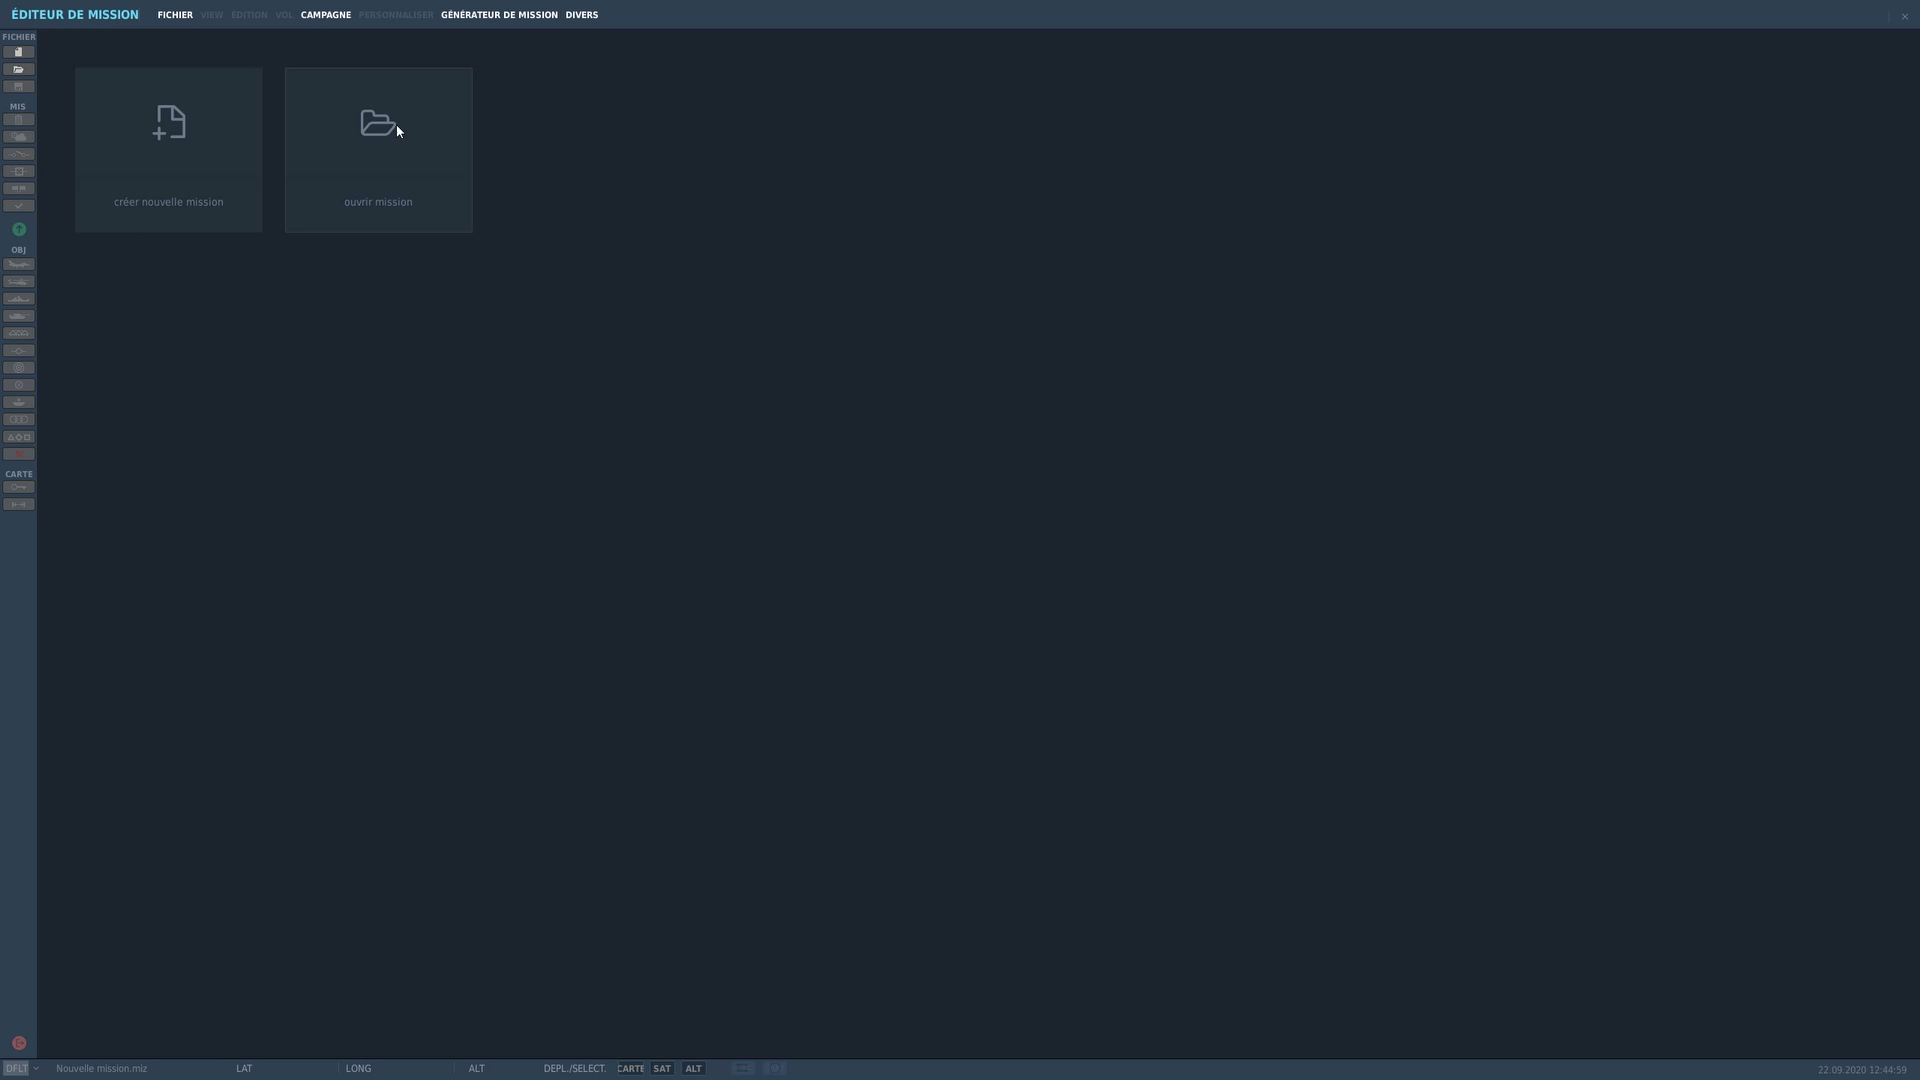 ÉDITEUR DE MISSION FICHIER VIEW ÉDITION VOL CAMPAGNE PERSONNALISER GÉNÉRATEUR DE MISSION DIVERS
FICHIER
MIS
OBJ
CARTE
créer nouvelle mission
ouvrir mission
DFLT Nouvelle mission.miz LAT LONG ALT DEPL./SELECT. CARTE SAT ALT 22.09.2020 12:44:59